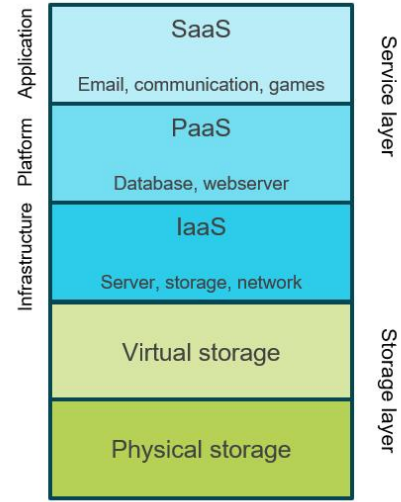 Application
SaaS
Email, communication, games
Platform
PaaS
Database, webserver
Infrastructure
IaaS
Server, storage, network
Service layer
Virtual storage
Physical storage
Storage layer